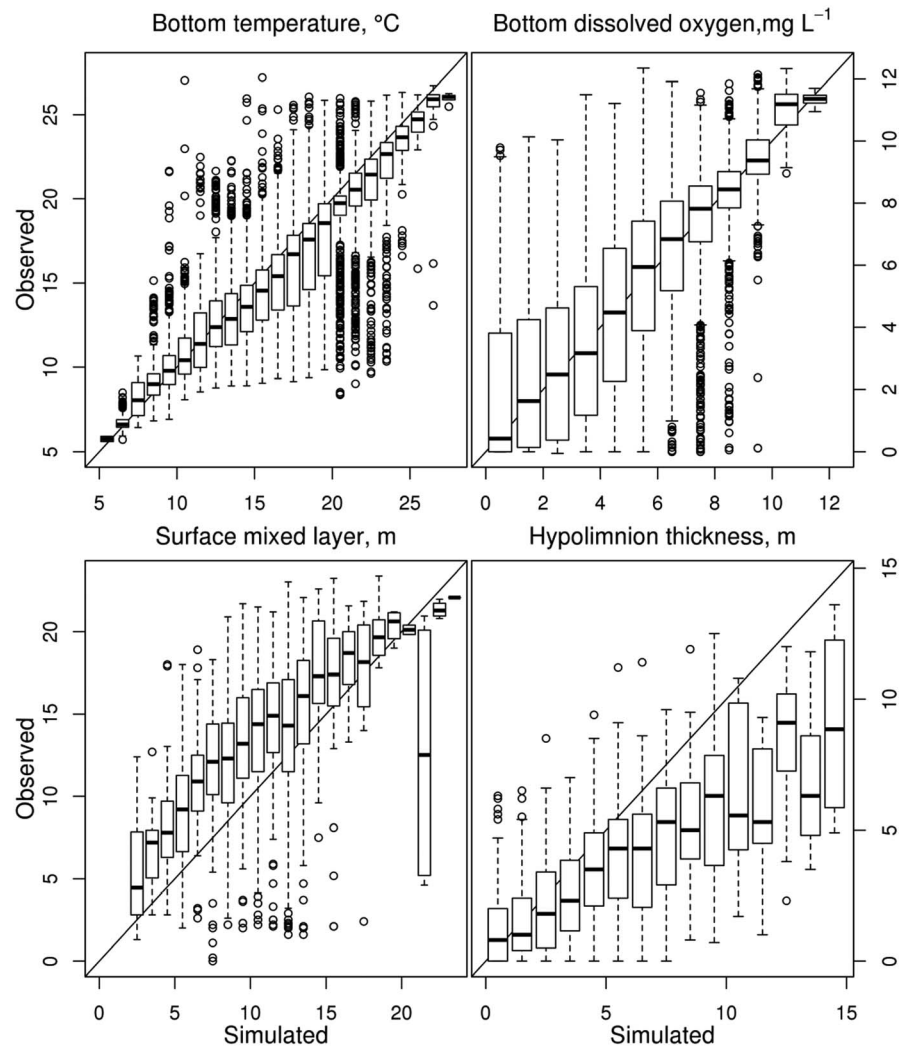 Bottom temperature, °C
Bottom dissolved oxygen,mg L⁻¹
Observed
5
10
15
20
25
5 10 15 20 25
0
2
4
6
8
10
12
0 2 4 6 8 10 12
Surface mixed layer, m
Hypolimnion thickness, m
Observed
0
5
10
15
20
0 5 10 15 20
Simulated
0
5
10
15
0 5 10 15
Simulated